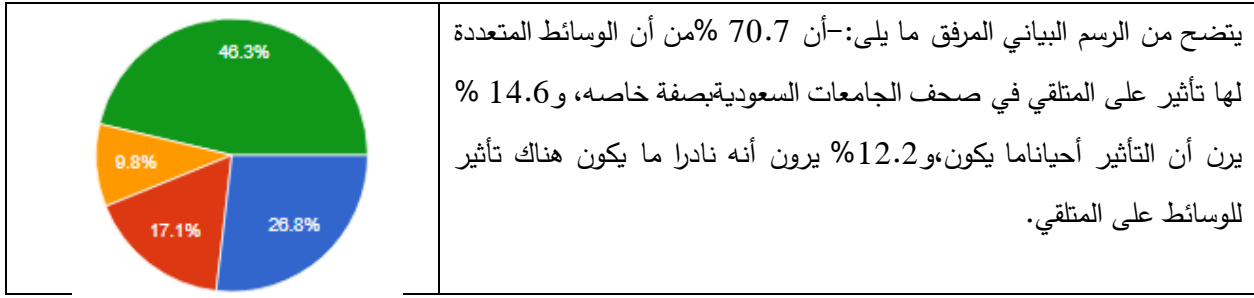 يتضح من الرسم البياني المرفق ما يلى:-أن 70.7 %من أن الوسائط المتعددة
لها تأثير على المتلقي في صحف الجامعات السعوديةبصفة خاصه، و14.6 %
يرن أن التأثير أحياناما يكون،و12.2% يرون أنه نادرا ما يكون هناك تأثير
للوسائط على المتلقي.
46.3%
9.8%
17.1%
26.8%